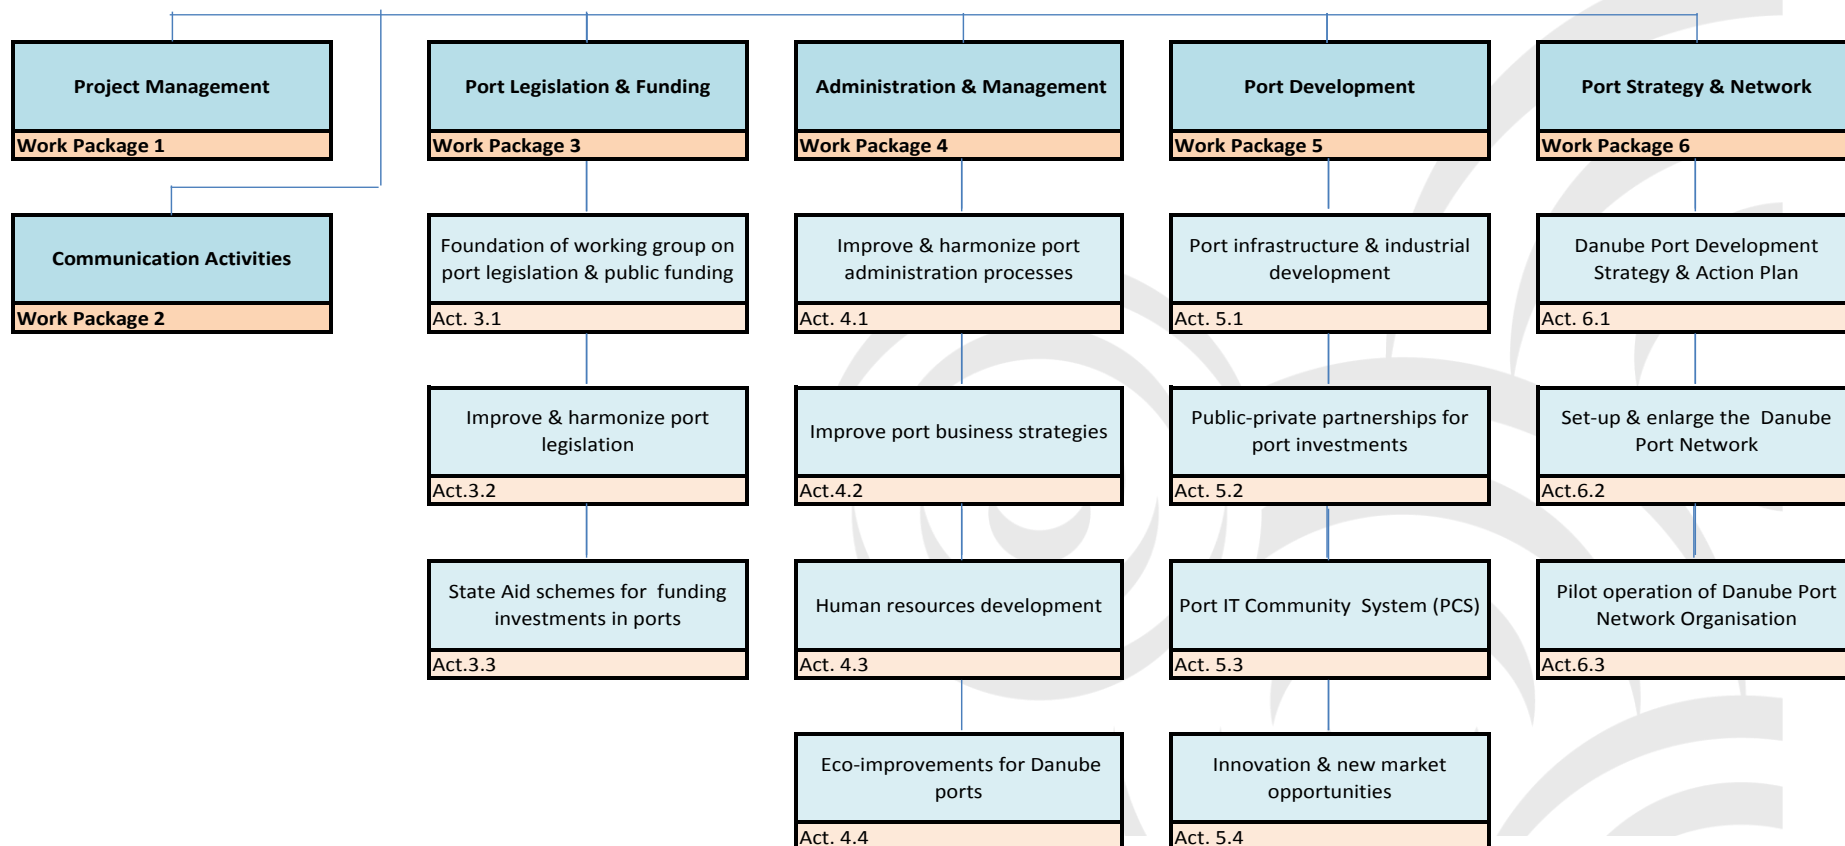 Project Management
Work Package 1
Communication Activities
Work Package 2
Port Legislation & Funding
Work Package 3
Foundation of working group on
port legislation & public funding
Act. 3.1
Improve & harmonize port
legislation
Act.3.2
State Aid schemes for  funding
investments in ports
Act.3.3
Administration & Management
Work Package 4
Improve & harmonize port
administration processes
Act. 4.1
Improve port business strategies
Act.4.2
Human resources development
Act. 4.3
Eco-improvements for Danube
ports
Act. 4.4
Port Development
Work Package 5
Port infrastructure & industrial
development
Act. 5.1
Public-private partnerships for
port investments
Act. 5.2
Port IT Community  System (PCS)
Act. 5.3
Innovation & new market
opportunities
Act. 5.4
Port Strategy & Network
Work Package 6
Danube Port Development
Strategy & Action Plan
Act. 6.1
Set-up & enlarge the  Danube
Port Network
Act.6.2
Pilot operation of Danube Port
Network Organisation
Act.6.3